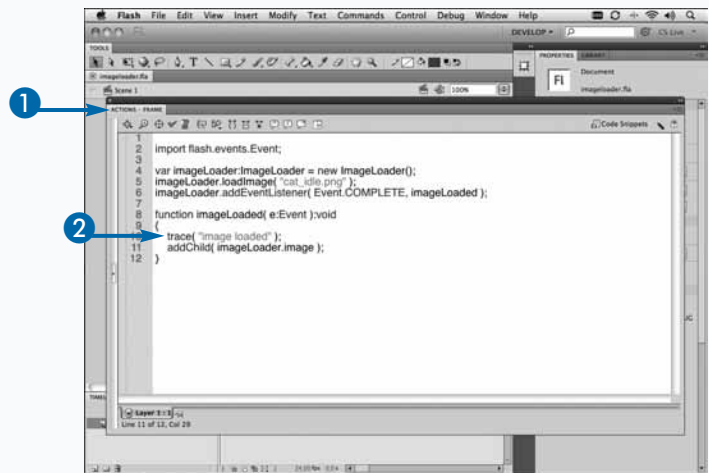 Flash File Edit View Insert Modify Text Commands Control Debug Window Help
DEVELOP CS Live
TOOLS
PROPERTIES LIBRARY
imageloader.fla
Document
Scene 1 100%
Fl imageloader.fla
1
ACTIONS - FRAME
Code Snippets
1
2 import flash.events.Event;
3
4 var imageLoader:ImageLoader = new ImageLoader();
5 imageLoader.loadImage( "cat_idle.png" );
6 imageLoader.addEventListener( Event.COMPLETE, imageLoaded );
7
8 function imageLoaded( e:Event ):void
9 {
2
10 trace( "image loaded" );
11 addChild( imageLoader.image );
12 }
Layer 1 : 1
Line 11 of 12, Col 29